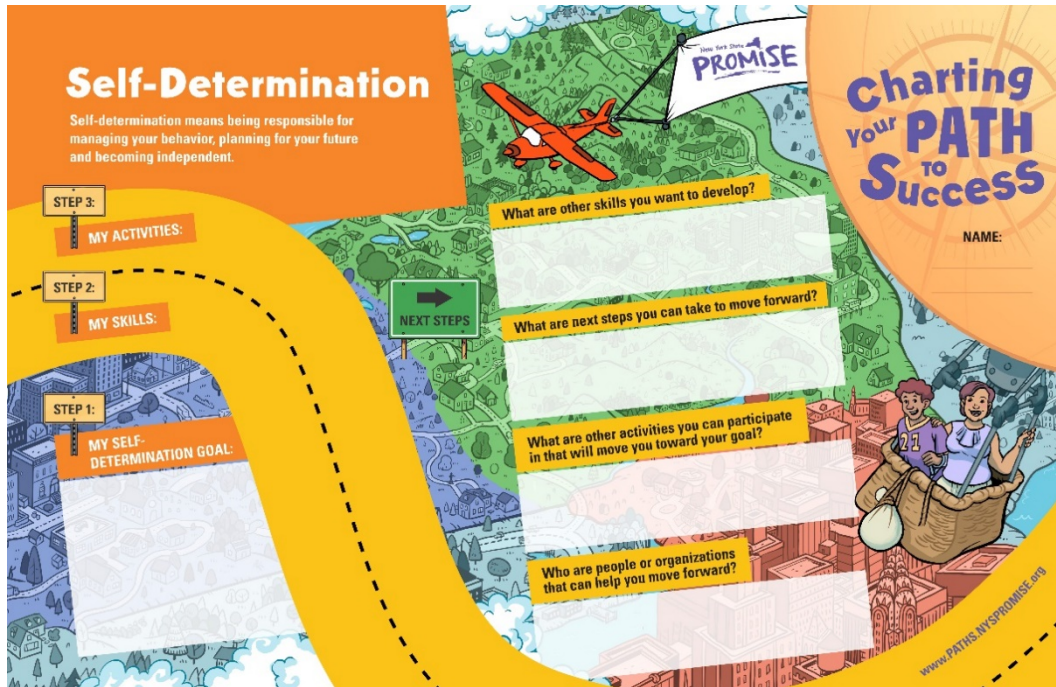 Self-Determination
Self-determination means being responsible for
managing your behavior, planning for your future
and becoming independent.
STEP 3:
MY ACTIVITIES:
STEP 2:
MY SKILLS:
STEP 1:
MY SELF-
DETERMINATION GOAL:
NEXT STEPS
What are other skills you want to develop?
What are next steps you can take to move forward?
What are other activities you can participate
in that will move you toward your goal?
Who are people or organizations
that can help you move forward?
New York State
PROMISE
Charting
Your PATH
TO
Success
NAME:
21
www.PATHS.NYSPROMISE.org